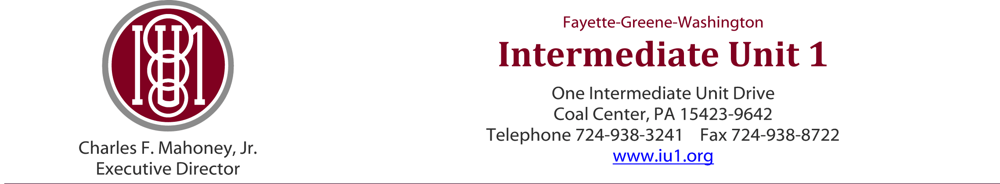 IU1
Charles F. Mahoney, Jr.
Executive Director
Fayette-Greene-Washington
Intermediate Unit 1
One Intermediate Unit Drive
Coal Center, PA 15423-9642
Telephone 724-938-3241    Fax 724-938-8722
www.iu1.org